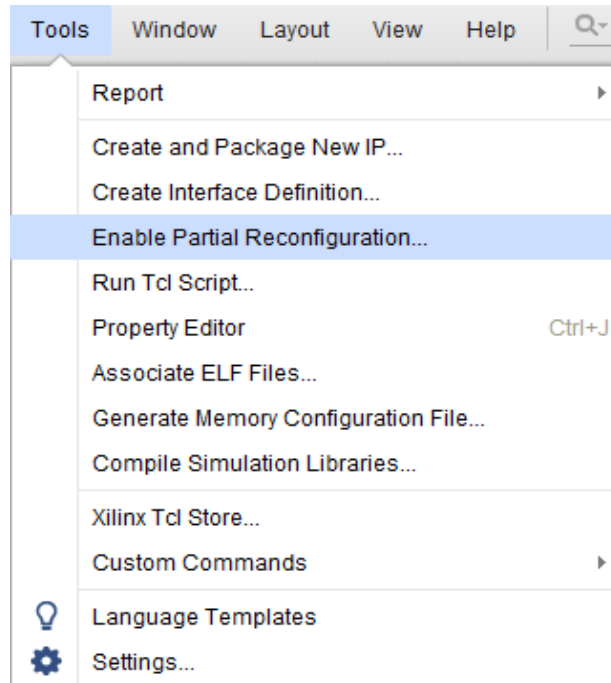 Tools Window Layout View Help
Report
Create and Package New IP...
Create Interface Definition...
Enable Partial Reconfiguration...
Run Tcl Script...
Property Editor Ctrl+J
Associate ELF Files...
Generate Memory Configuration File...
Compile Simulation Libraries...
Xilinx Tcl Store...
Custom Commands
Language Templates
Settings...